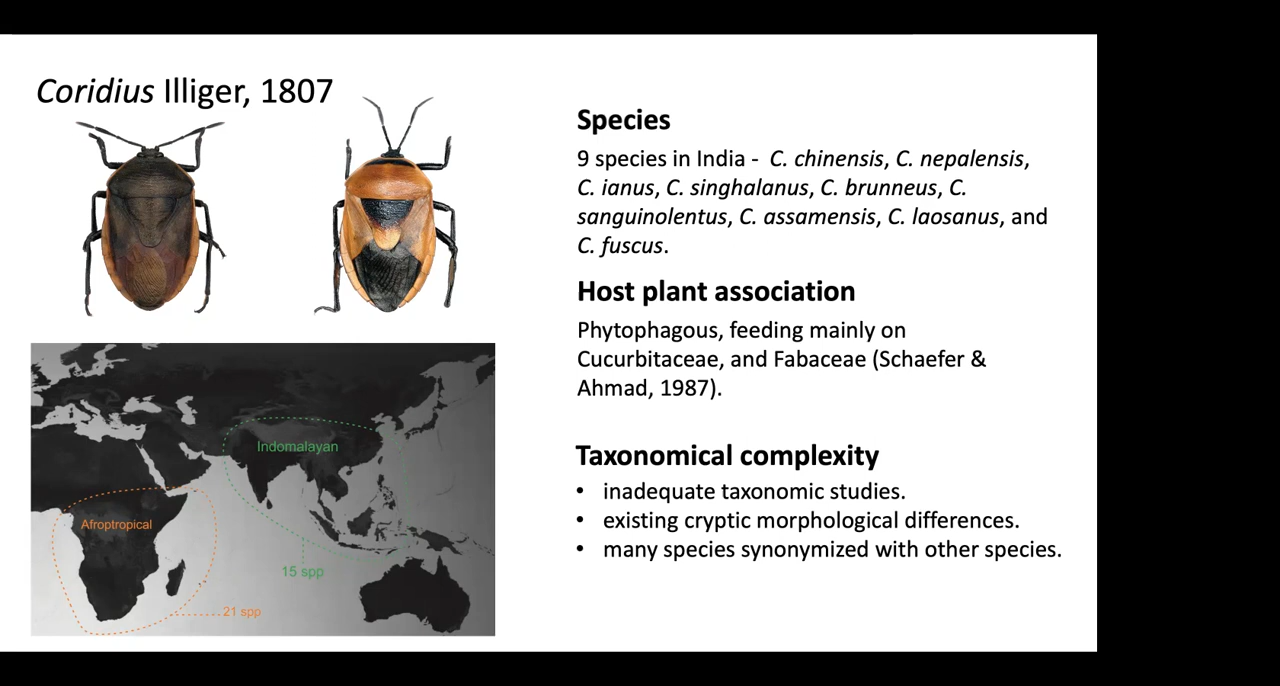 Coridius Illiger, 1807
Species
9 species in India -  C. chinensis, C. nepalensis,
C. ianus, C. singhalanus, C. brunneus, C.
sanguinolentus, C. assamensis, C. laosanus, and
C. fuscus.
Host plant association
Phytophagous, feeding mainly on
Cucurbitaceae, and Fabaceae (Schaefer &
Ahmad, 1987).
Taxonomical complexity
• inadequate taxonomic studies.
• existing cryptic morphological differences.
• many species synonymized with other species.
Indomalayan
Afroptropical
15 spp
21 spp